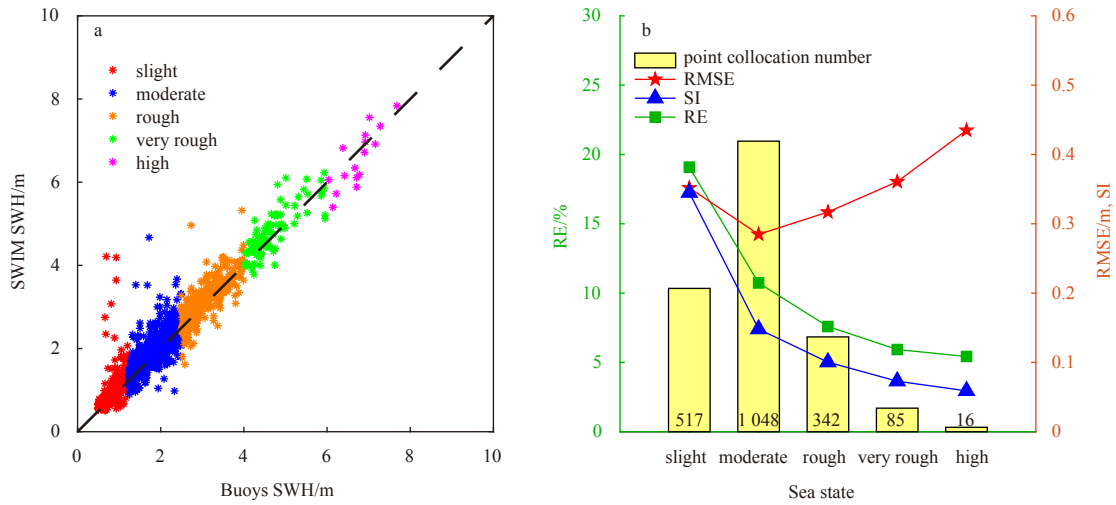 a
slight
moderate
rough
very rough
high
10
8
6
4
2
0
SWIM SWH/m
0 2 4 6 8 10
Buoys SWH/m
b
point collocation number
RMSE
SI
RE
30
25
20
15
10
5
0
RE/%
0.6
0.5
0.4
0.3
0.2
0.1
0
RMSE/m, SI
517 1 048 342 85 16
slight moderate rough very rough high
Sea state